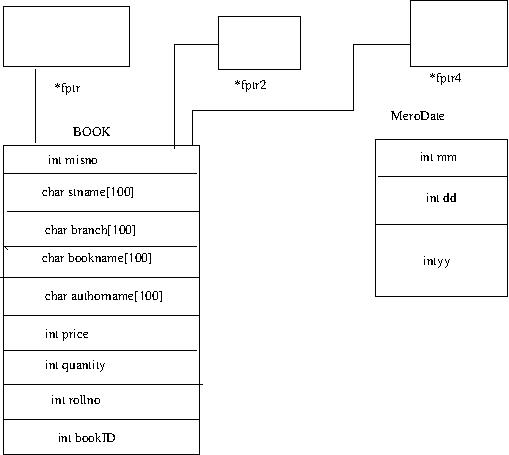 *fptr
*fptr2
*fptr4
BOOK
MeroDate
int misno
char stname[100]
char branch[100]
char bookname[100]
char authorname[100]
int price
int quantity
int rollno
int bookID
int mm
int dd
intyy